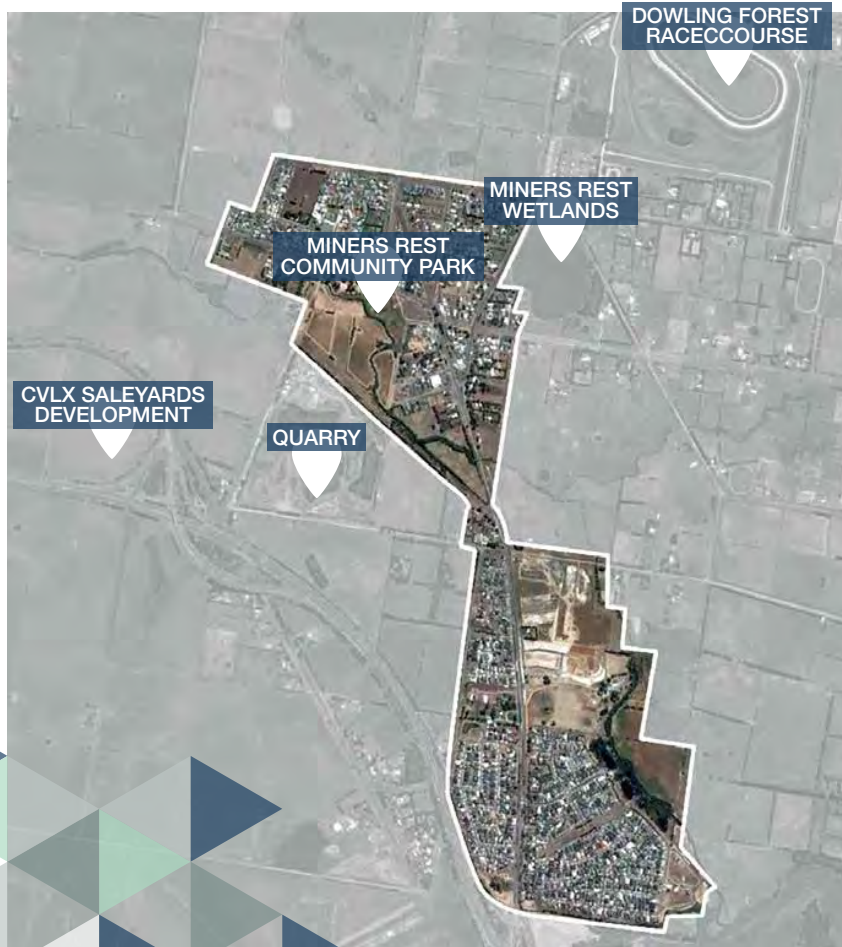 DOWLING FOREST
RACECCOURSE
MINERS REST
WETLANDS
MINERS REST
COMMUNITY PARK
CVLX SALEYARDS
DEVELOPMENT
QUARRY